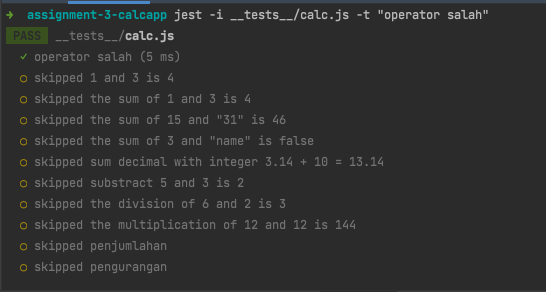 ➜ assignment-3-calcapp jest -i __tests__/calc.js -t "operator salah"
PASS __tests__/calc.js
✓ operator salah (5 ms)
○ skipped 1 and 3 is 4
○ skipped the sum of 1 and 3 is 4
○ skipped the sum of 15 and "31" is 46
○ skipped the sum of 3 and "name" is false
○ skipped sum decimal with integer 3.14 + 10 = 13.14
○ skipped substract 5 and 3 is 2
○ skipped the division of 6 and 2 is 3
○ skipped the multiplication of 12 and 12 is 144
○ skipped penjumlahan
○ skipped pengurangan